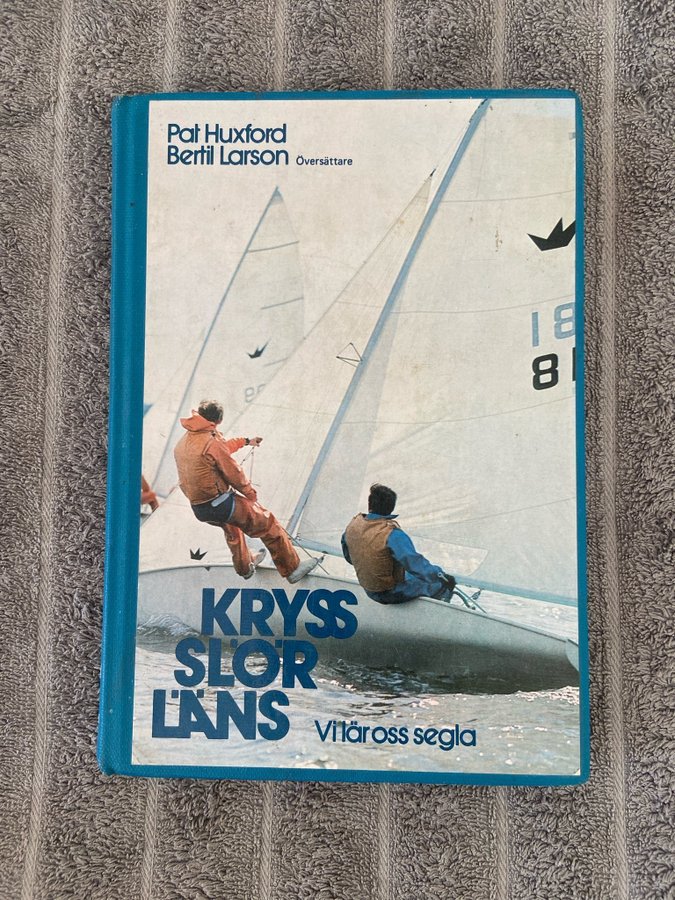 Pat Huxford
Bertil Larson Översättare
18
81
KRYSS
SLÖR
LÄNS
Vi lär oss segla